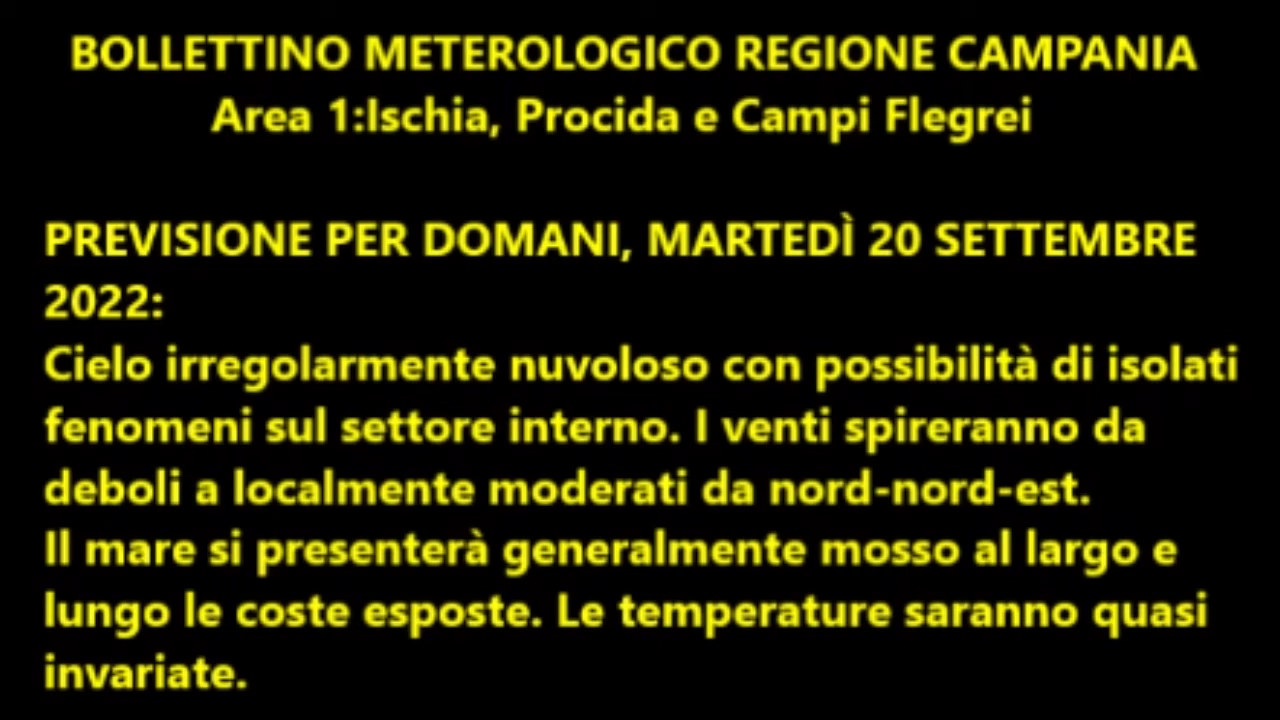 BOLLETTINO METEROLOGICO REGIONE CAMPANIA
Area 1:Ischia, Procida e Campi Flegrei
PREVISIONE PER DOMANI, MARTEDÌ 20 SETTEMBRE
2022:
Cielo irregolarmente nuvoloso con possibilità di isolati
fenomeni sul settore interno. I venti spireranno da
deboli a localmente moderati da nord-nord-est.
Il mare si presenterà generalmente mosso al largo e
lungo le coste esposte. Le temperature saranno quasi
invariate.